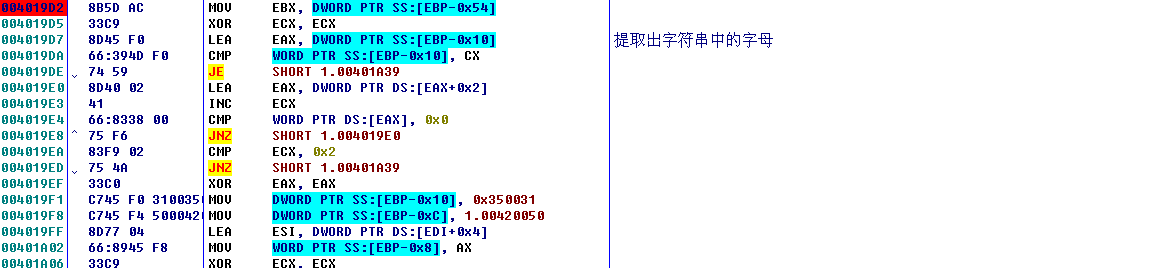 004019D2 8B5D AC MOV EBX, DWORD PTR SS:[EBP-0x54]
004019D5 33C9 XOR ECX, ECX
004019D7 8D45 F0 LEA EAX, DWORD PTR SS:[EBP-0x10] 提取出字符串中的字母
004019DA 66:394D F0 CMP WORD PTR SS:[EBP-0x10], CX
004019DE 74 59 JE SHORT 1.00401A39
004019E0 8D40 02 LEA EAX, DWORD PTR DS:[EAX+0x2]
004019E3 41 INC ECX
004019E4 66:8338 00 CMP WORD PTR DS:[EAX], 0x0
004019E8 75 F6 JNZ SHORT 1.004019E0
004019EA 83F9 02 CMP ECX, 0x2
004019ED 75 4A JNZ SHORT 1.00401A39
004019EF 33C0 XOR EAX, EAX
004019F1 C745 F0 3100350 MOV DWORD PTR SS:[EBP-0x10], 0x350031
004019F8 C745 F4 5000420 MOV DWORD PTR SS:[EBP-0xC], 1.00420050
004019FF 8D77 04 LEA ESI, DWORD PTR DS:[EDI+0x4]
00401A02 66:8945 F8 MOV WORD PTR SS:[EBP-0x8], AX
00401A06 33C9 XOR ECX, ECX